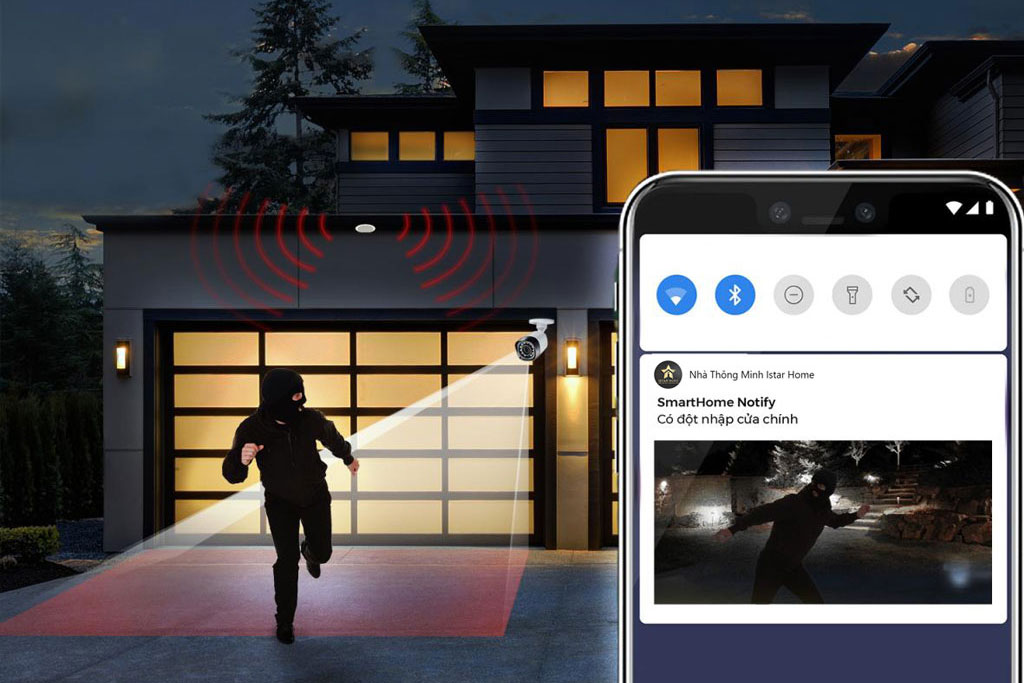 Nhà Thông Minh Istar Home
SmartHome Notify
Có đột nhập cửa chính